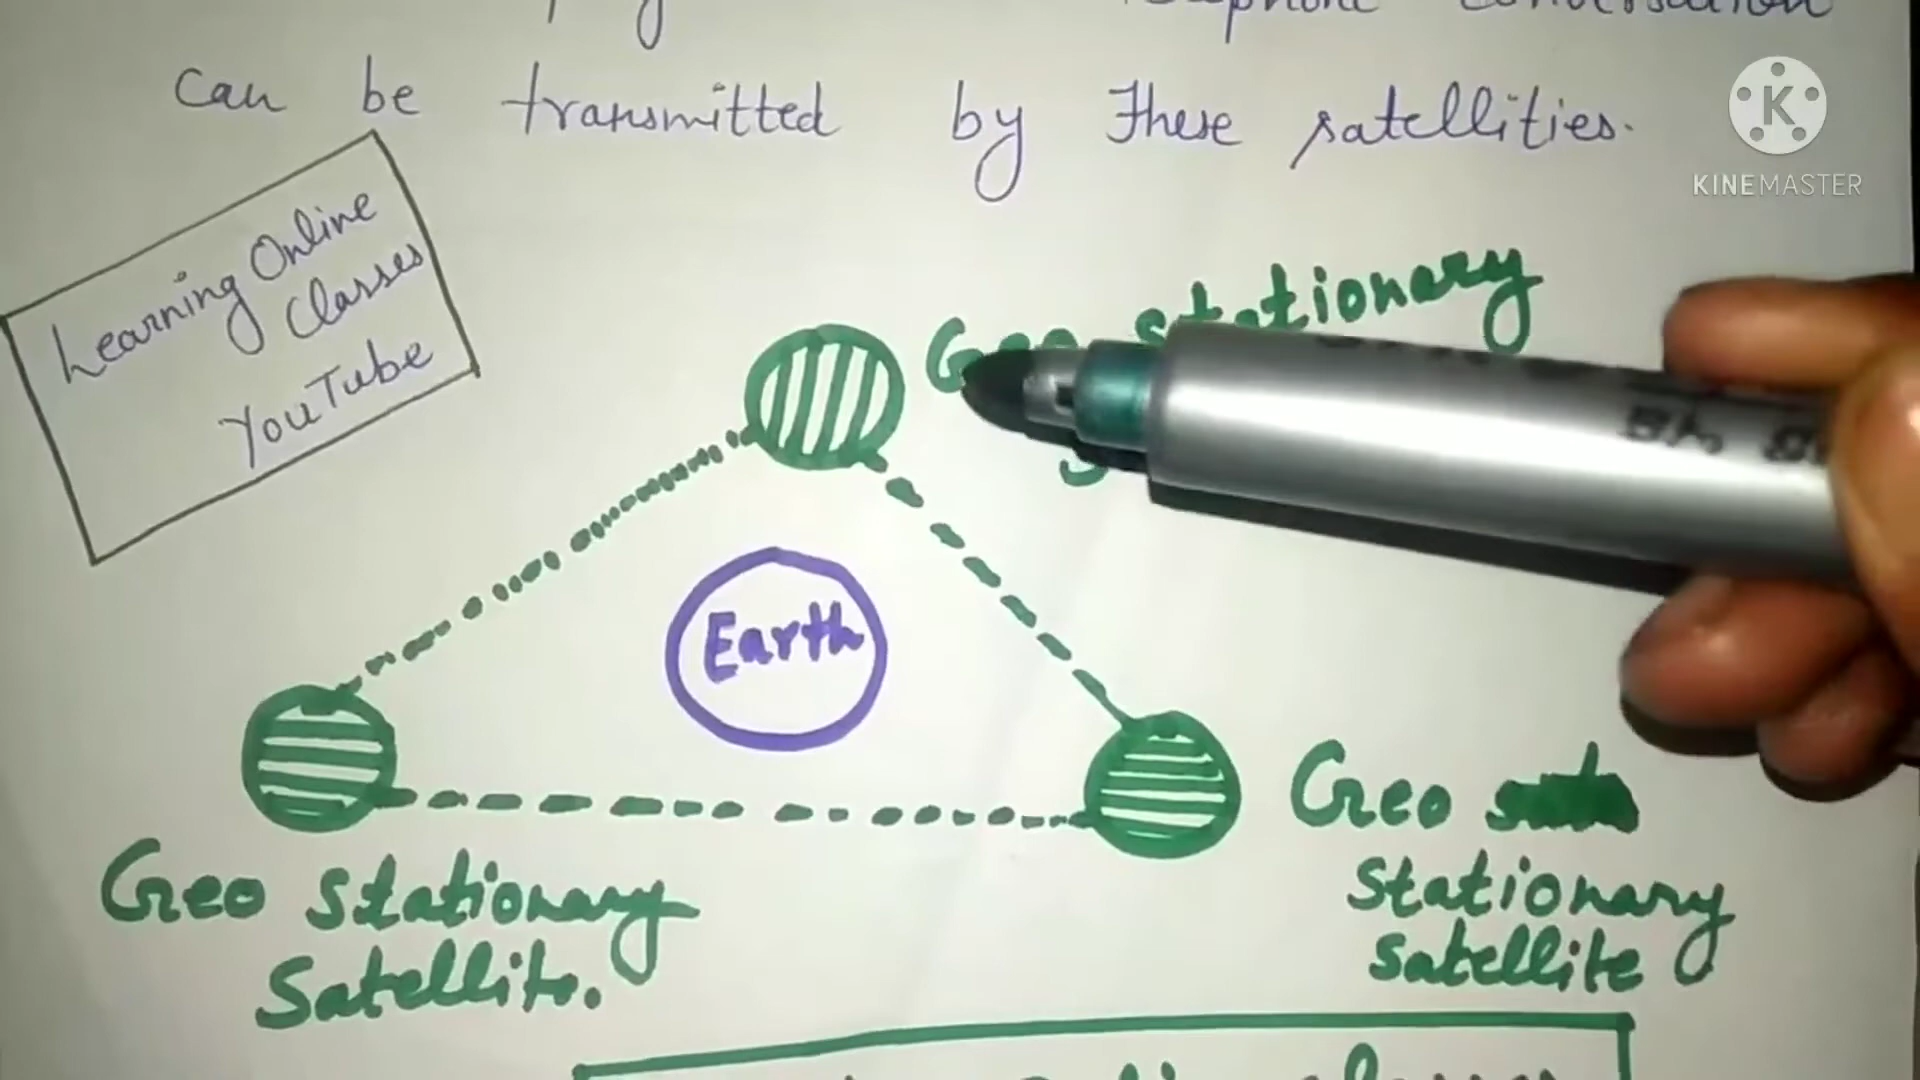 conversation
can be transmitted by these satellities.
KINEMASTER
Learning Online
Classes
YouTube
Geo stationary
Earth
Geo
stationary
satellite
Geo stationary
Satellite.